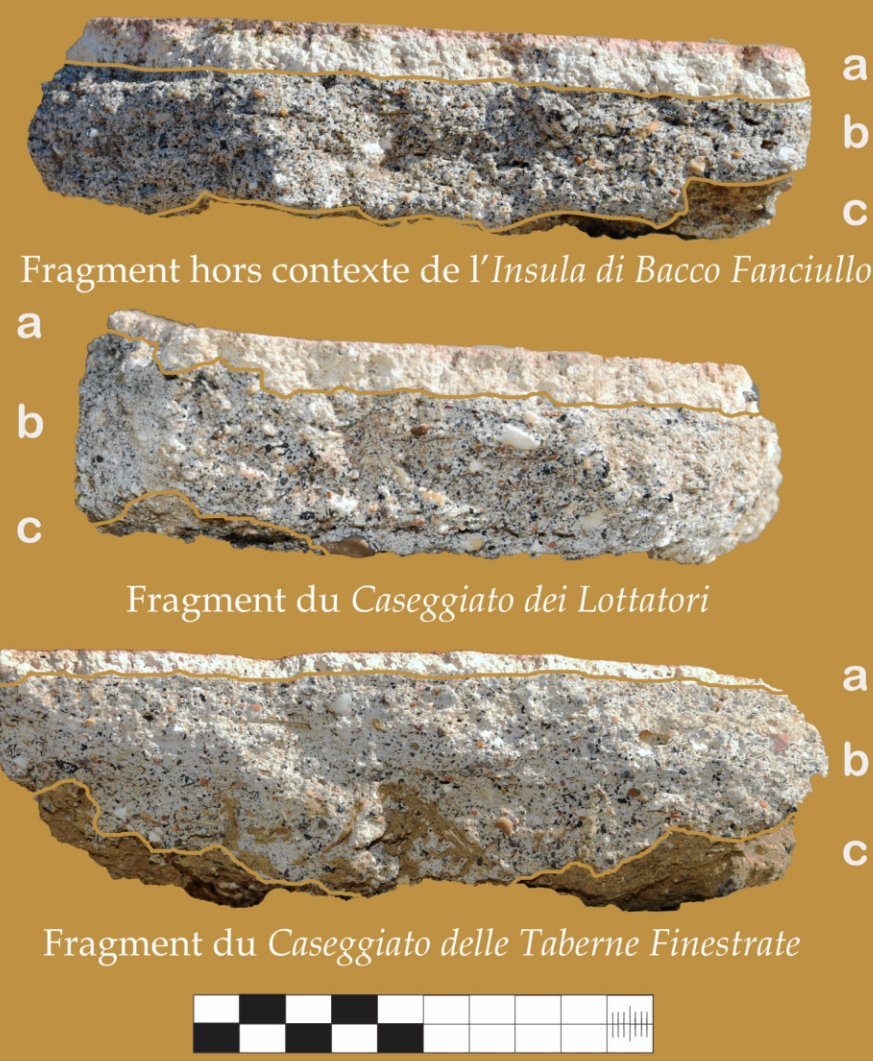 a
b
c
Fragment hors contexte de l'Insula di Bacco Fanciullo
a
b
c
Fragment du Caseggiato dei Lottatori
a
b
c
Fragment du Caseggiato delle Taberne Finestrate